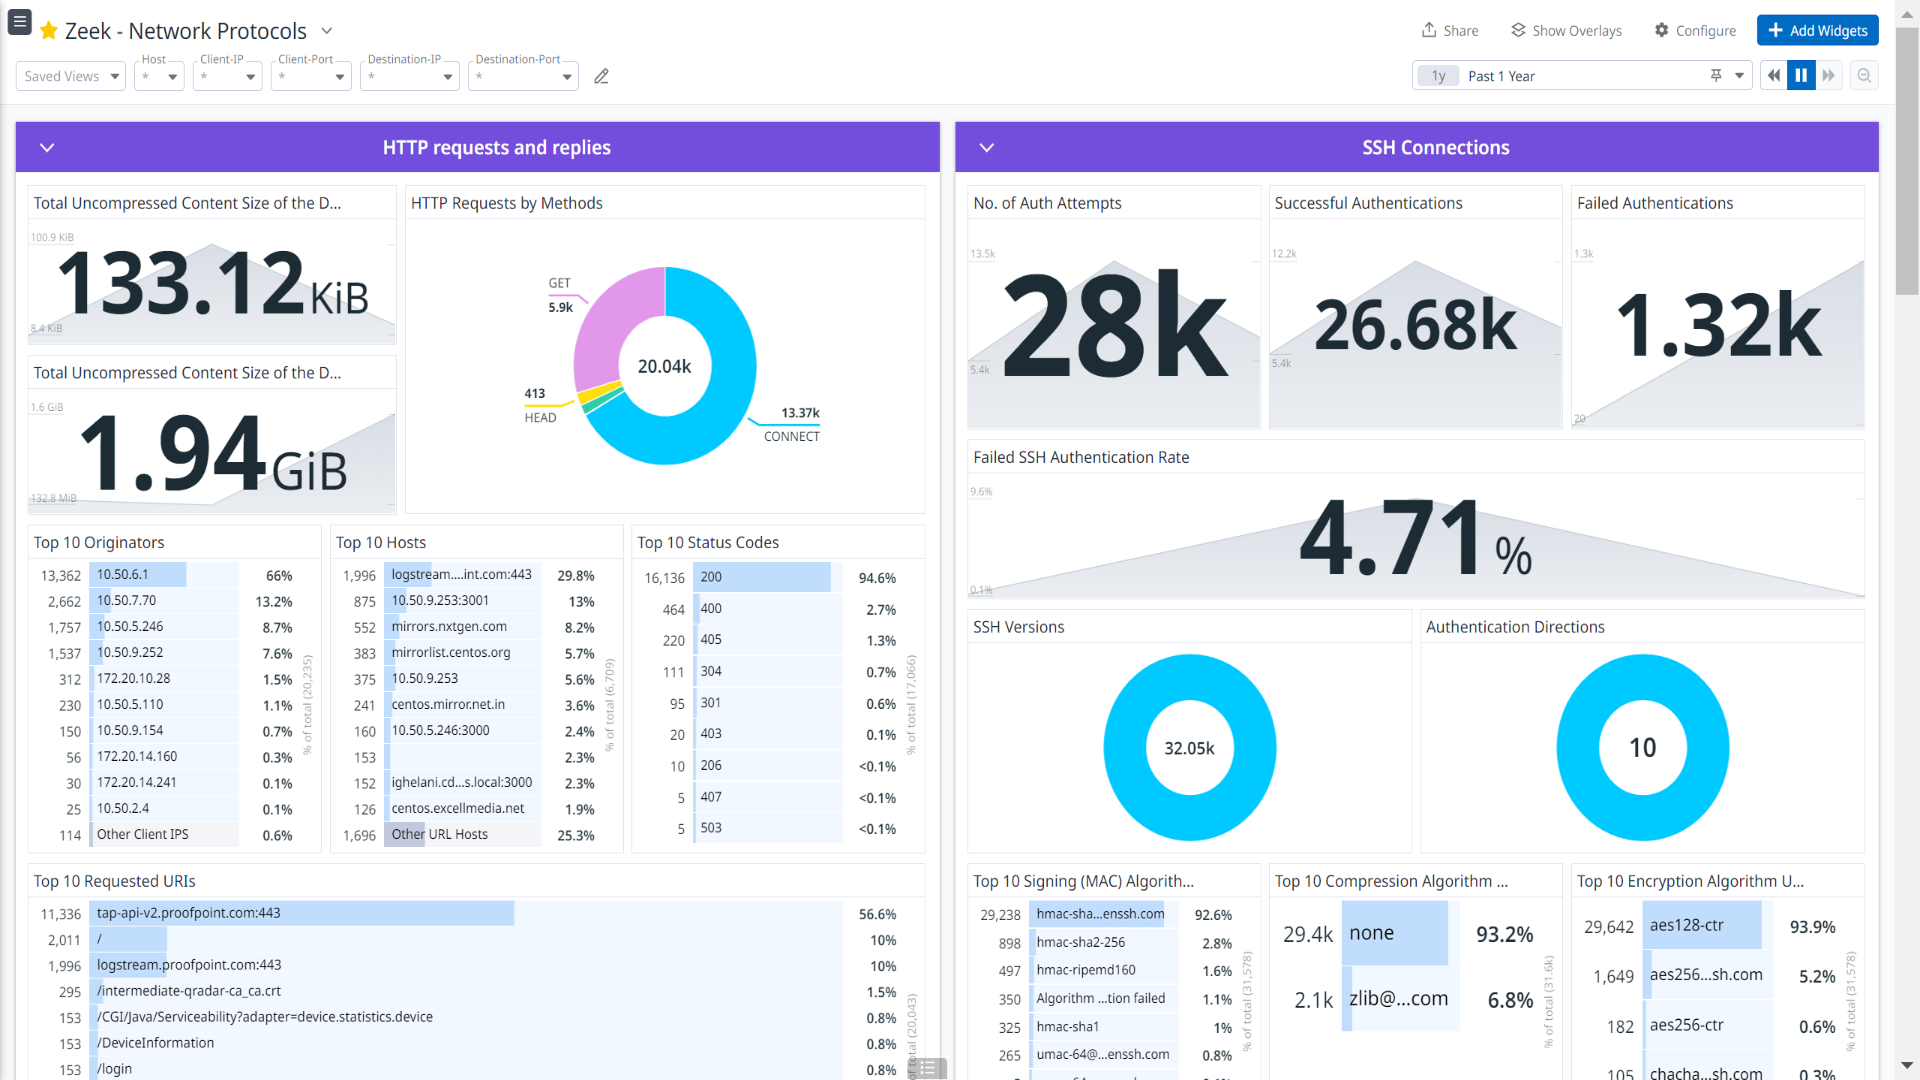 Zeek - Network Protocols
Share
Show Overlays
Configure
Add Widgets
Saved Views
Host
*
Client-IP
*
Client-Port
*
Destination-IP
*
Destination-Port
*
1y Past 1 Year
HTTP requests and replies
Total Uncompressed Content Size of the D...
100.9 KiB
133.12 KiB
8.4 KiB
Total Uncompressed Content Size of the D...
1.6 GiB
1.94 GiB
132.8 MiB
HTTP Requests by Methods
GET
5.9k
20.04k
413
HEAD
13.37k
CONNECT
Top 10 Originators
13,362 10.50.6.1 66%
2,662 10.50.7.70 13.2%
1,757 10.50.5.246 8.7%
1,537 10.50.9.252 7.6%
312 172.20.10.28 1.5%
230 10.50.5.110 1.1%
150 10.50.9.154 0.7%
56 172.20.14.160 0.3%
30 172.20.14.241 0.1%
25 10.50.2.4 0.1%
114 Other Client IPS 0.6%
% of total (20,235)
Top 10 Hosts
1,996 logstream....int.com:443 29.8%
875 10.50.9.253:3001 13%
552 mirrors.nxtgen.com 8.2%
383 mirrorlist.centos.org 5.7%
375 10.50.9.253 5.6%
241 centos.mirror.net.in 3.6%
160 10.50.5.246:3000 2.4%
153 2.3%
152 ighelani.cd...s.local:3000 2.3%
126 centos.excellmedia.net 1.9%
1,696 Other URL Hosts 25.3%
% of total (6,709)
Top 10 Status Codes
16,136 200 94.6%
464 400 2.7%
220 405 1.3%
111 304 0.7%
95 301 0.6%
20 403 0.1%
10 206 <0.1%
5 407 <0.1%
5 503 <0.1%
% of total (17,066)
Top 10 Requested URIs
11,336 tap-api-v2.proofpoint.com:443 56.6%
2,011 / 10%
1,996 logstream.proofpoint.com:443 10%
295 /intermediate-qradar-ca_ca.crt 1.5%
153 /CGI/Java/Serviceability?adapter=device.statistics.device 0.8%
153 /DeviceInformation 0.8%
153 /login 0.8%
of total (20,043)
SSH Connections
No. of Auth Attempts
13.5k
28k
5.4k
Successful Authentications
12.2k
26.68k
5.4k
Failed Authentications
1.3k
1.32k
20
Failed SSH Authentication Rate
9.6%
4.71 %
0.1%
SSH Versions
32.05k
Authentication Directions
10
Top 10 Signing (MAC) Algorith...
29,238 hmac-sha...enssh.com 92.6%
898 hmac-sha2-256 2.8%
497 hmac-ripemd160 1.6%
350 Algorithm ...tion failed 1.1%
325 hmac-sha1 1%
265 umac-64@...enssh.com 0.8%
% of total (31,578)
Top 10 Compression Algorithm ...
29.4k none 93.2%
2.1k zlib@...com 6.8%
% of total (31.6k)
Top 10 Encryption Algorithm U...
29,642 aes128-ctr 93.9%
1,649 aes256...sh.com 5.2%
182 aes256-ctr 0.6%
105 chacha...sh.com 0.3%
% of total (31,578)